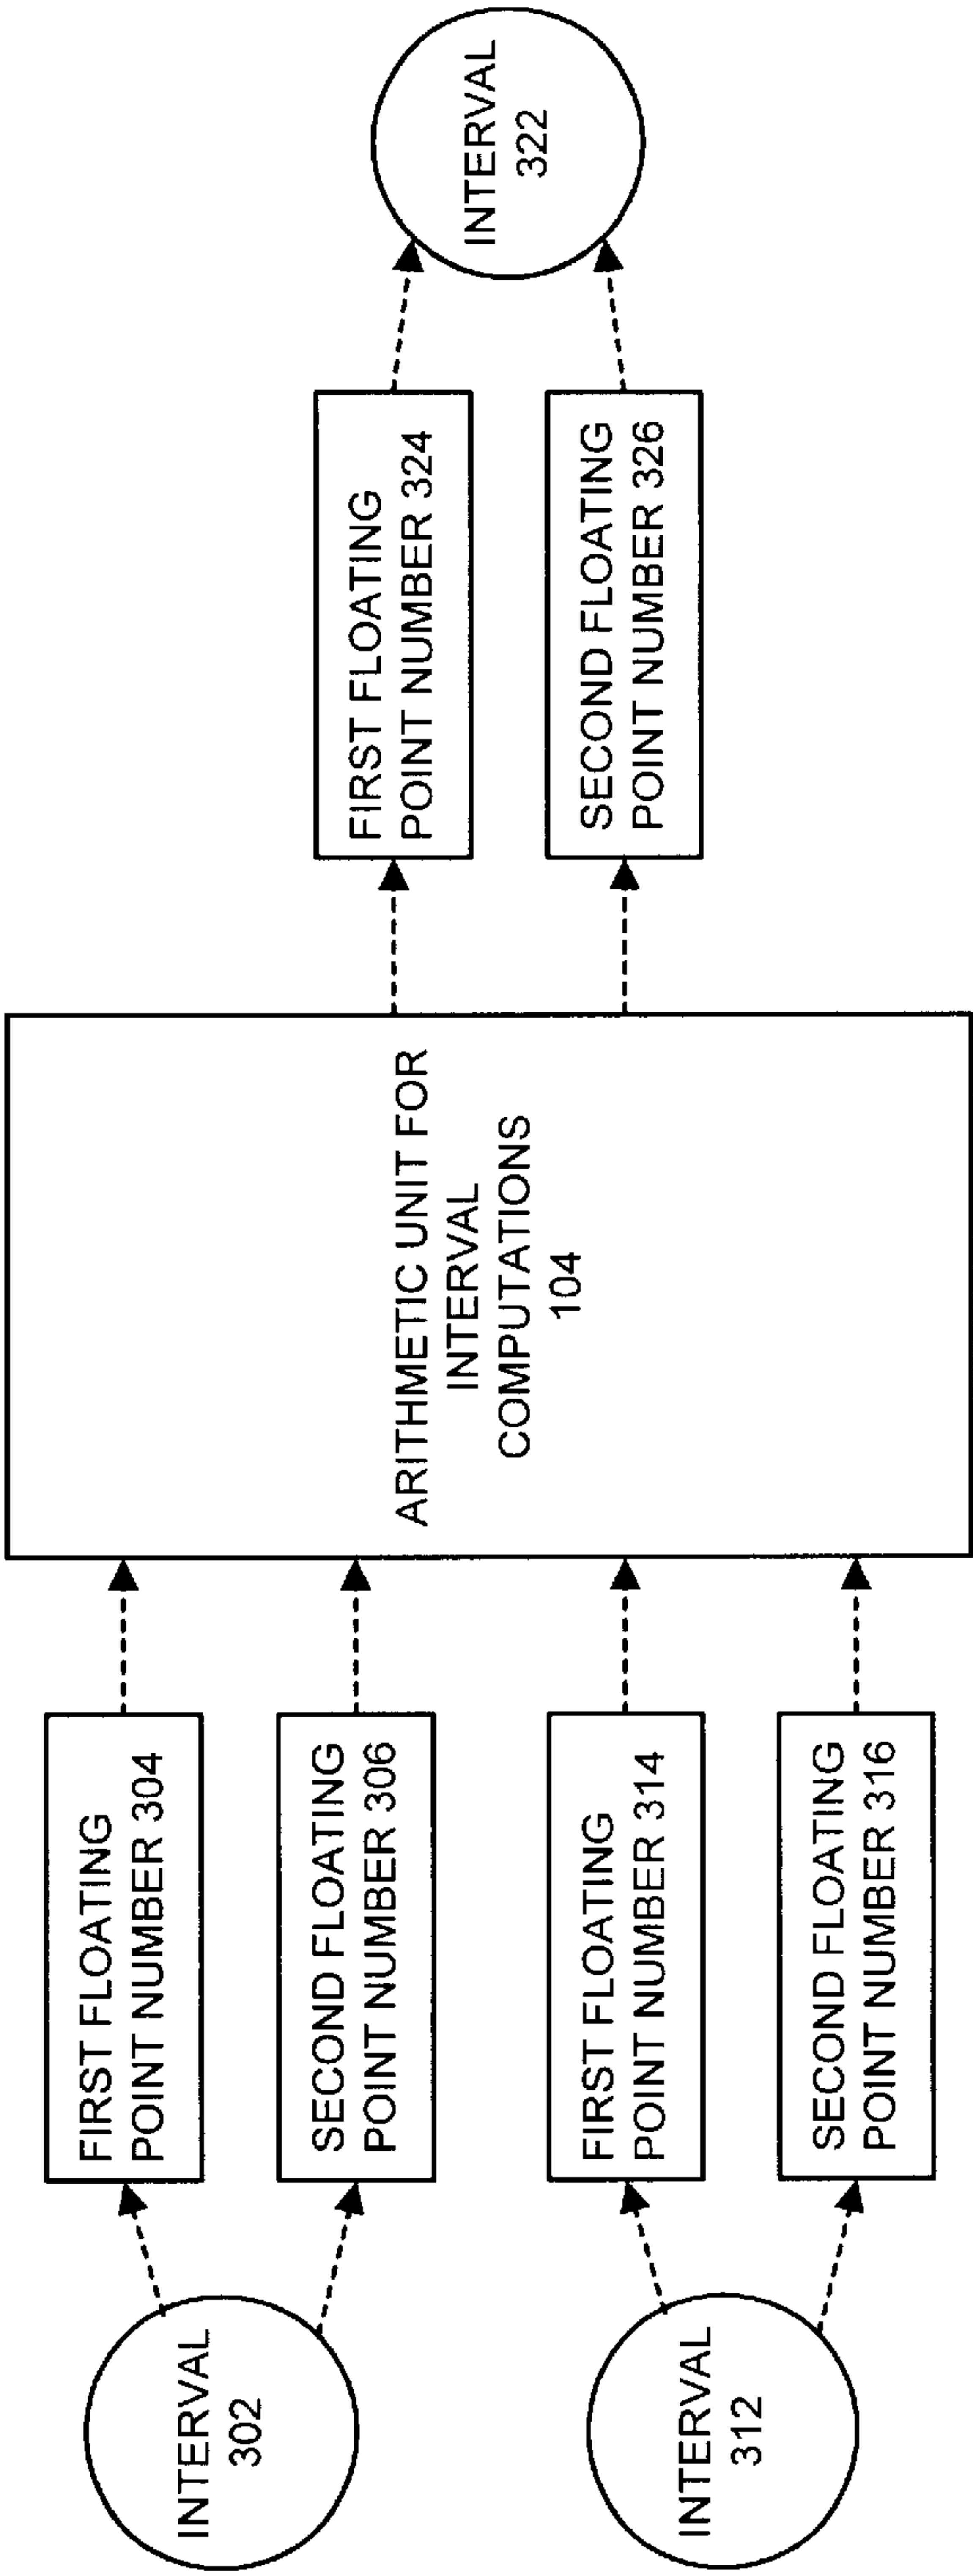 INTERVAL
302
FIRST FLOATING
POINT NUMBER 304
SECOND FLOATING
POINT NUMBER 306
INTERVAL
312
FIRST FLOATING
POINT NUMBER 314
SECOND FLOATING
POINT NUMBER 316
ARITHMETIC UNIT FOR
INTERVAL
COMPUTATIONS
104
FIRST FLOATING
POINT NUMBER 324
SECOND FLOATING
POINT NUMBER 326
INTERVAL
322